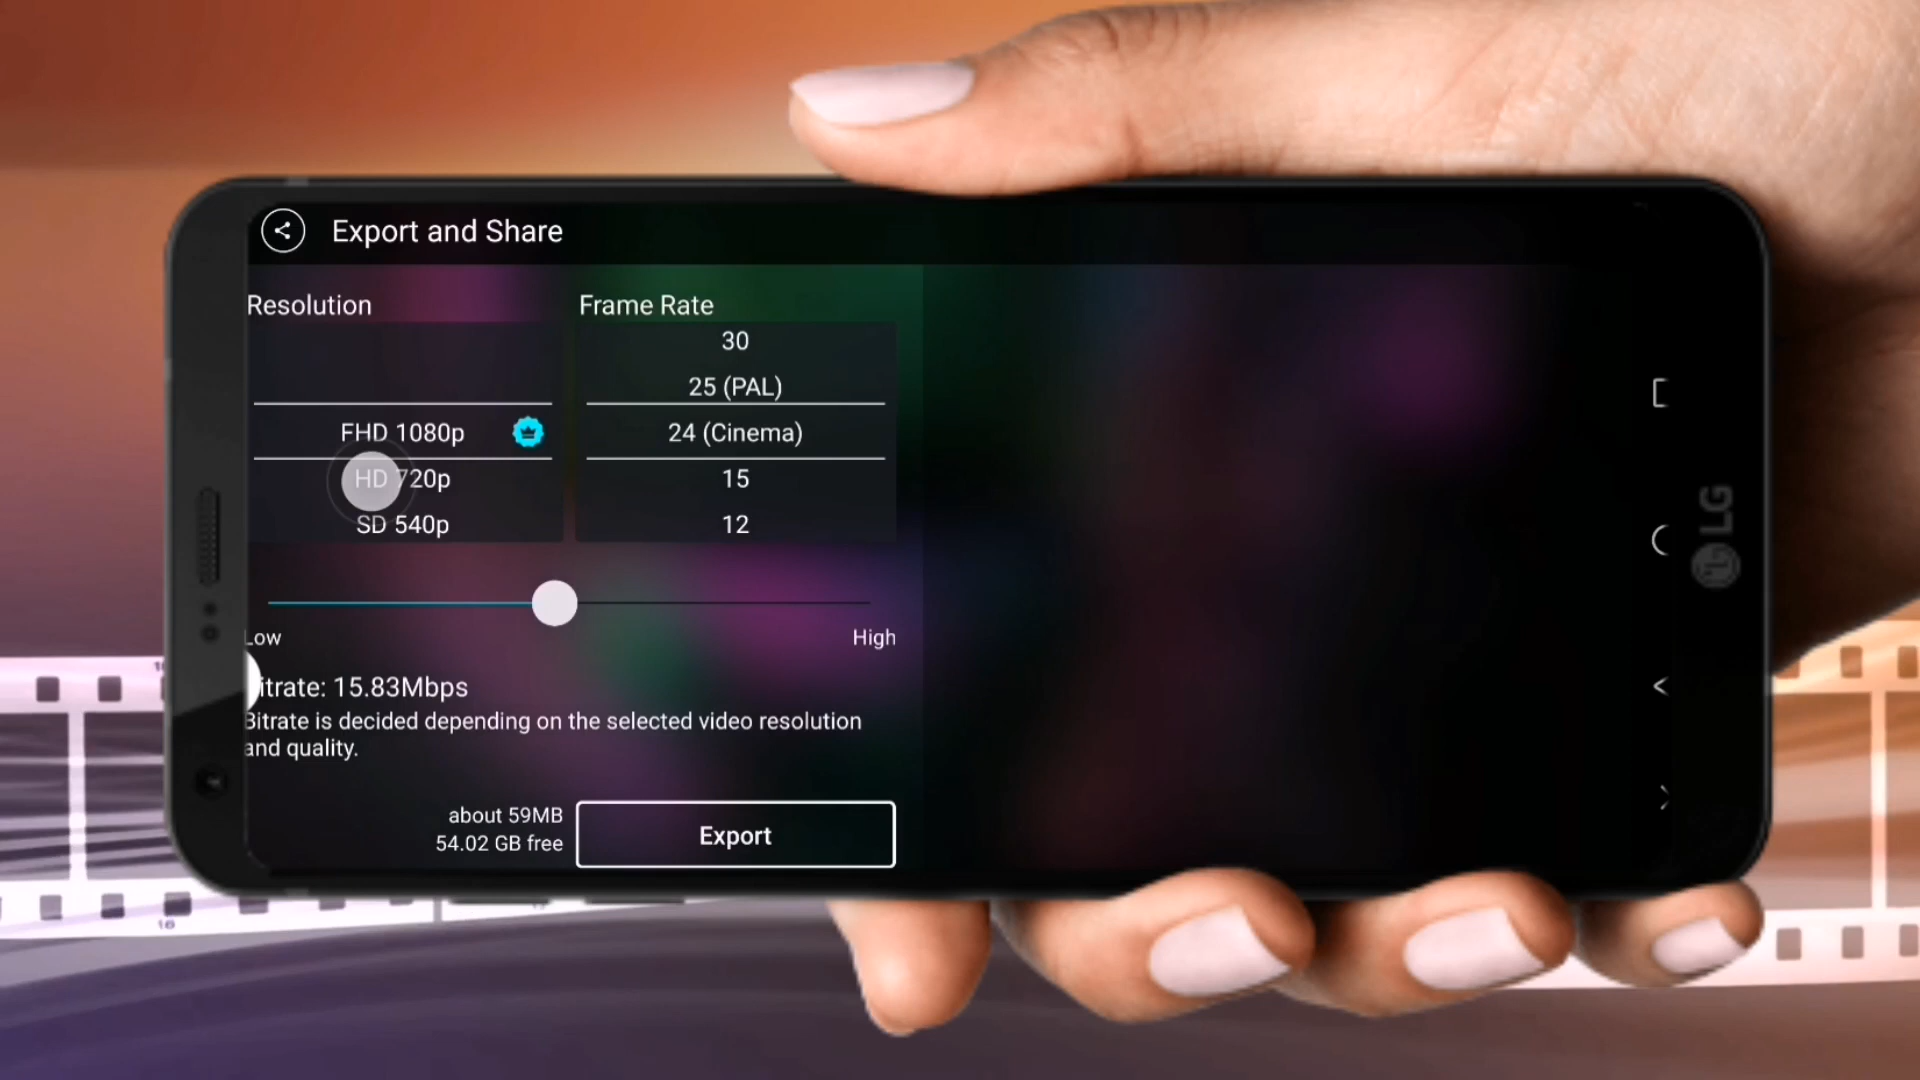 Export and Share
Resolution
Frame Rate
30
25 (PAL)
FHD 1080p
24 (Cinema)
HD 720p
15
SD 540p
12
Low
High
Bitrate: 15.83Mbps
Bitrate is decided depending on the selected video resolution
and quality.
about 59MB
54.02 GB free
Export
LG